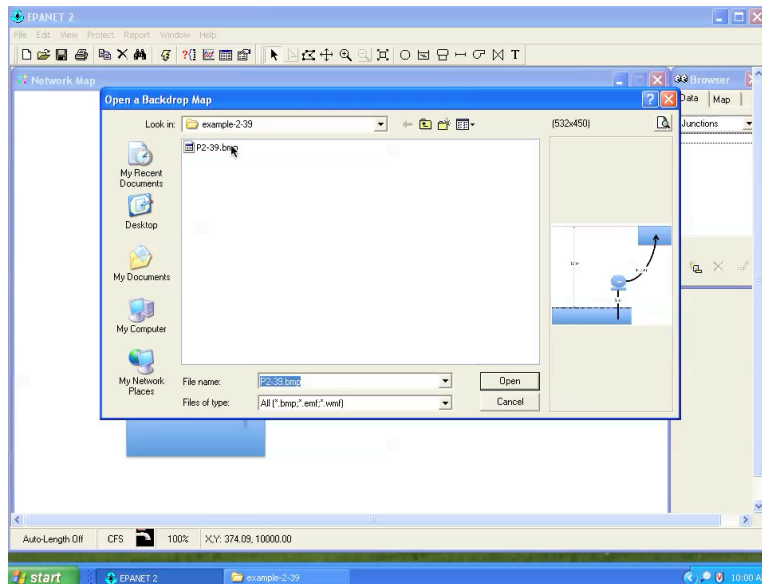 EPANET 2
File Edit View Project Report Window Help
T
Network Map
Browser
Data Map
Junctions
Open a Backdrop Map
Look in: example-2-39
(532x450)
P2-39.bmp
My Recent Documents
Desktop
My Documents
My Computer
My Network Places
File name: P2-39.bmp
Open
Files of type: All (*.bmp;*.emf;*.wmf)
Cancel
Auto-Length Off CFS 100% X,Y: 374.09, 10000.00
start EPANET 2 example-2-39 10:00 A